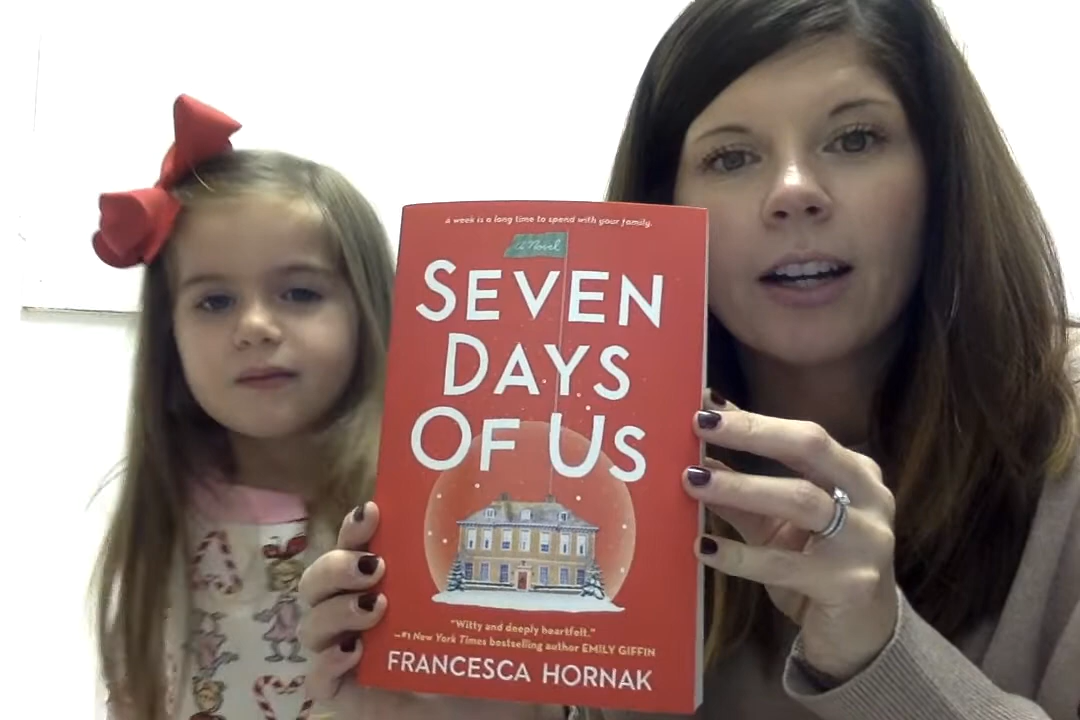 A week is a long time to spend with your family.
a Novel
SEVEN
DAYS
OF US
"Witty and deeply heartfelt."
—#1 New York Times bestselling author EMILY GIFFIN
FRANCESCA HORNAK